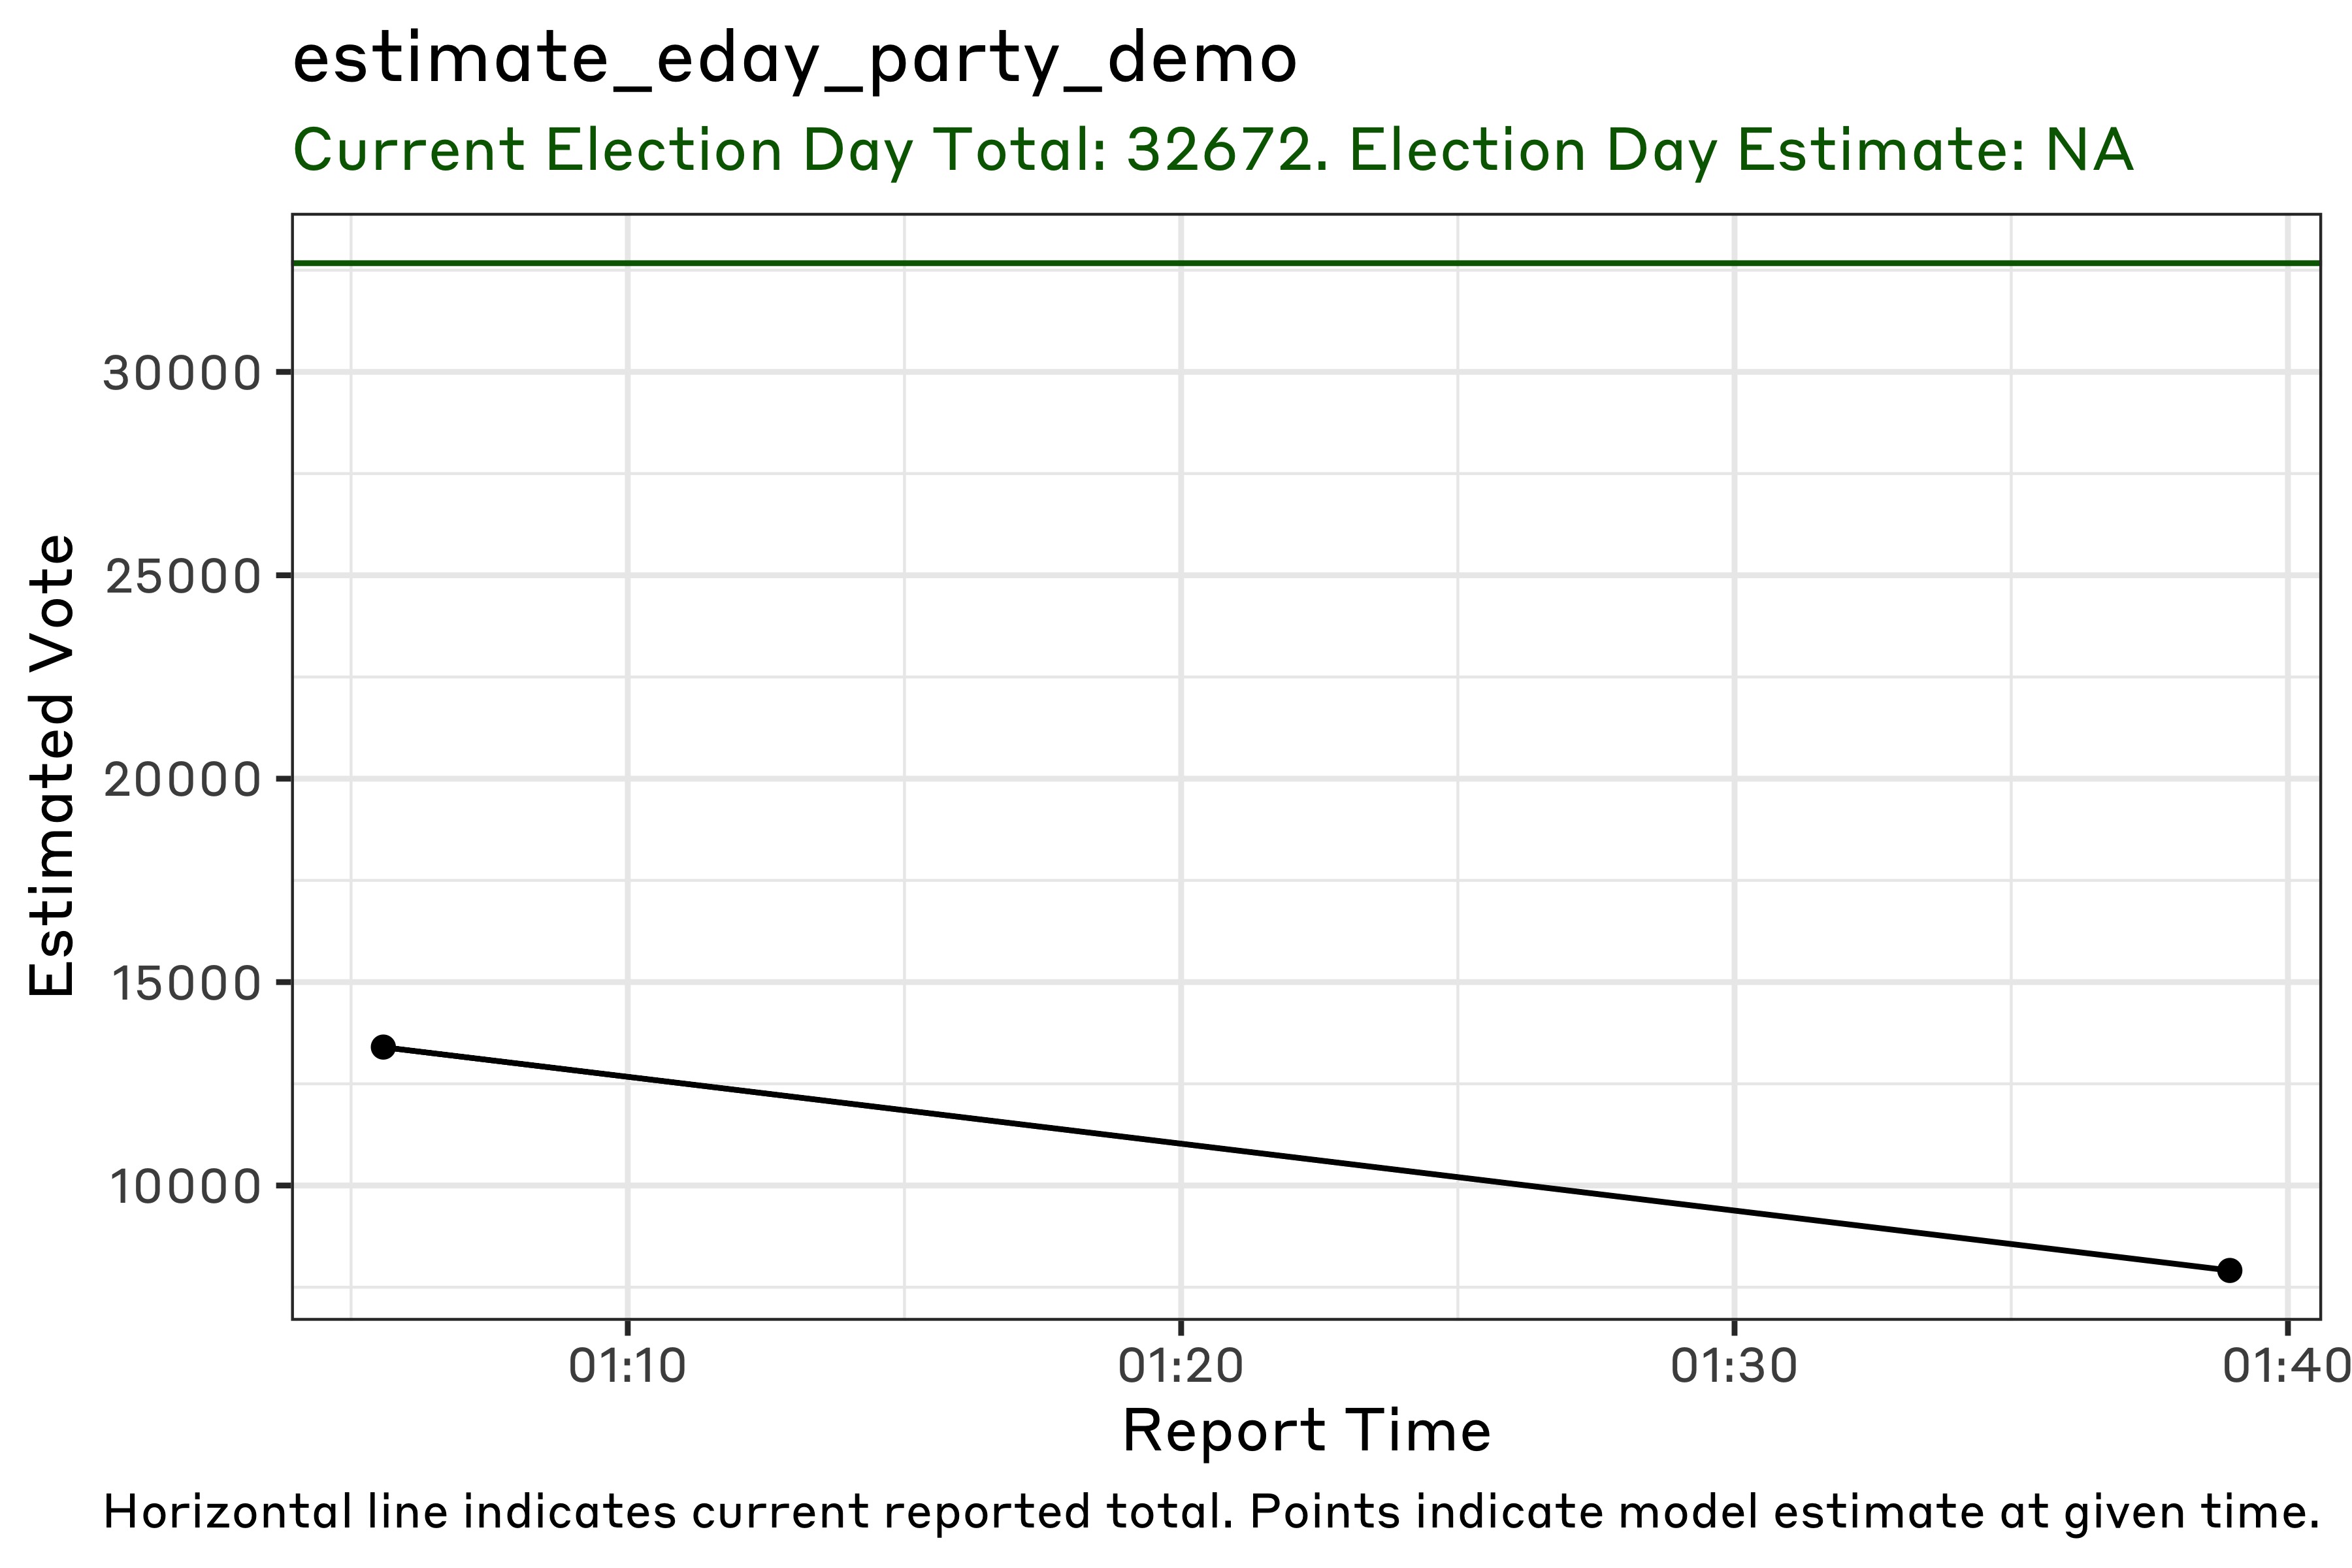 estimate_eday_party_demo
Current Election Day Total: 32672. Election Day Estimate: NA
Estimated Vote
30000
25000
20000
15000
10000
01:10
01:20
01:30
01:40
Report Time
Horizontal line indicates current reported total. Points indicate model estimate at given time.